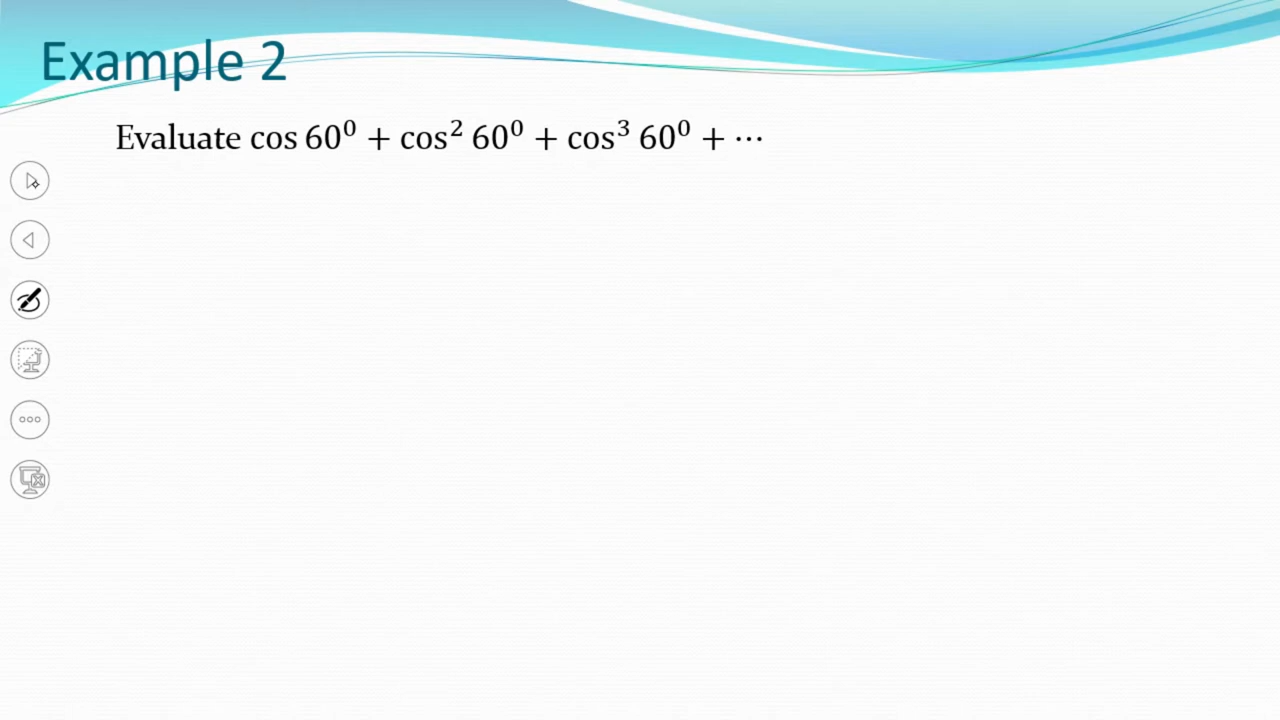 Example 2
Evaluate cos 60⁰ + cos² 60⁰ + cos³ 60⁰ + ⋯